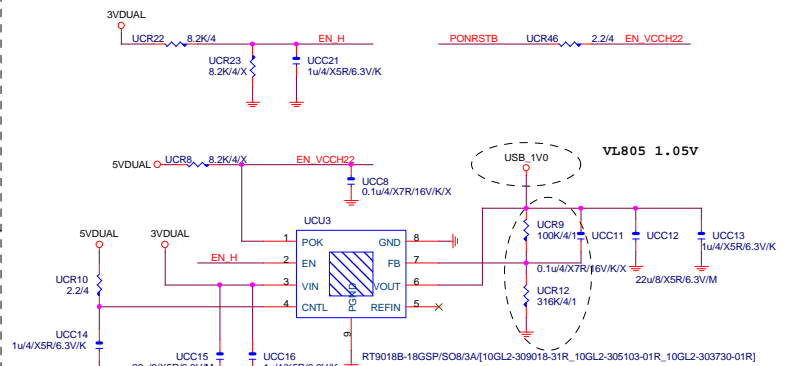 3VDUAL
UCR22 8.2K/4 EN_H
PONRSTB UCR46 2.2/4 EN_VCCH22
UCR23
8.2K/4/X
UCC21
1u/4/X5R/6.3V/K
5VDUAL UCR8 8.2K/4/X EN_VCCH22
USB_1V0
VL805 1.05V
UCC8
0.1u/4/X7R/16V/K/X
UCU3
5VDUAL 3VDUAL
UCR9
100K/4/1
UCC11 UCC12 UCC13
1u/4/X5R/6.3V/K
1 POK GND 8
EN_H 2 EN FB 7
0.1u/4/X7R/16V/K/X
3 VIN VOUT 6
22u/8/X5R/6.3V/M
4 CNTL REFIN 5
PGND
9
UCR10
2.2/4
UCR12
316K/4/1
UCC14
1u/4/X5R/6.3V/K
UCC15 UCC16
RT9018B-18GSP/SO8/3A/[10GL2-309018-31R_10GL2-305103-01R_10GL2-303730-01R]